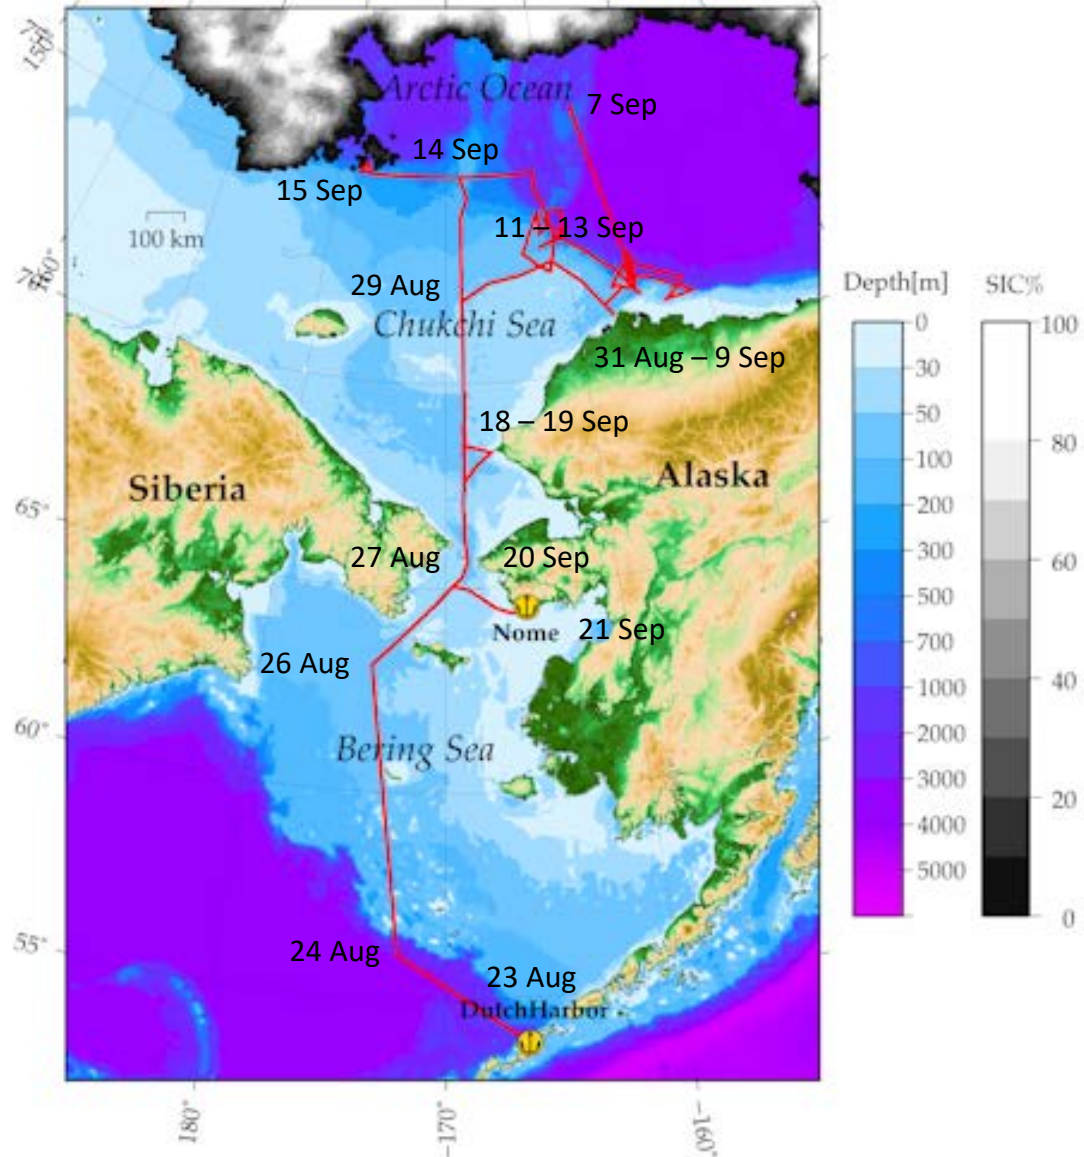 Arctic Ocean
7 Sep
14 Sep
15 Sep
11 – 13 Sep
100 km
29 Aug
Chukchi Sea
31 Aug – 9 Sep
18 – 19 Sep
Siberia
Alaska
65°
27 Aug
20 Sep
Nome
21 Sep
26 Aug
60°
Bering Sea
55°
24 Aug
23 Aug
DutchHarbor
180°
-170°
-160°
Depth[m]
0
30
50
100
200
300
500
700
1000
2000
3000
4000
5000
SIC%
100
80
60
40
20
0